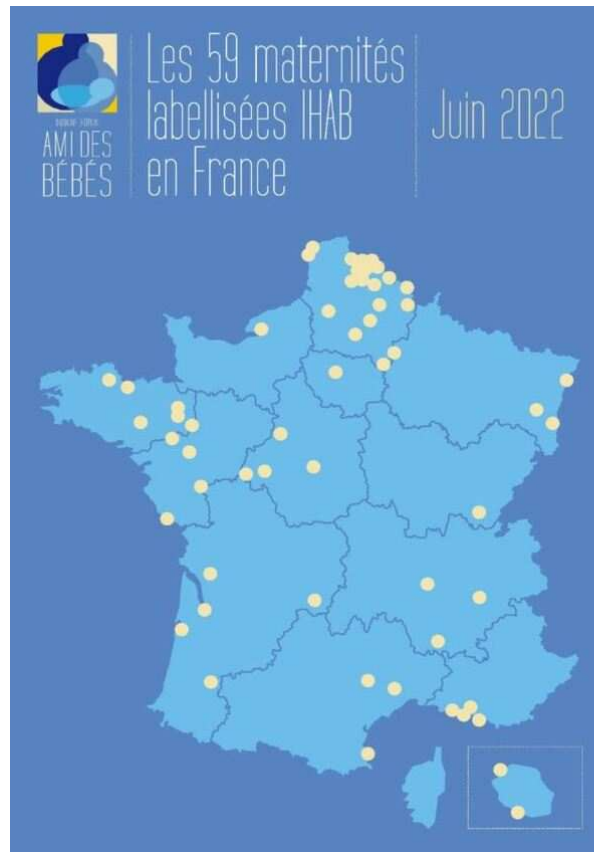 Les 59 maternités
labellisées IHAB
en France
Juin 2022
AMI DES
BÉBÉS